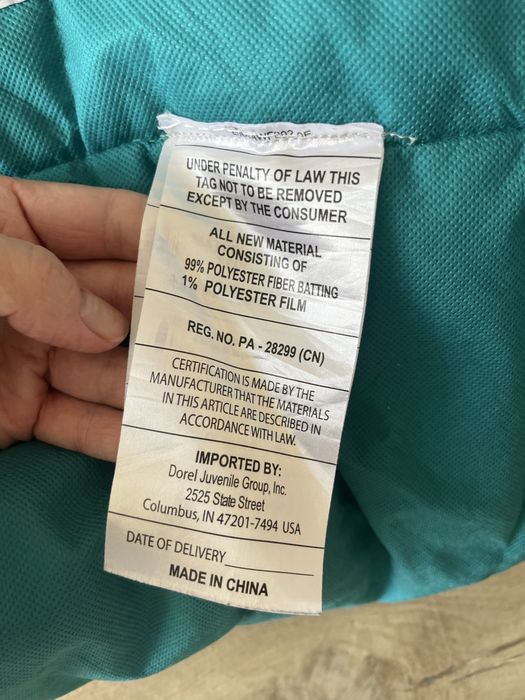 UNDER PENALTY OF LAW THIS
TAG NOT TO BE REMOVED
EXCEPT BY THE CONSUMER
ALL NEW MATERIAL
CONSISTING OF
99% POLYESTER FIBER BATTING
1% POLYESTER FILM
REG. NO. PA - 28299 (CN)
CERTIFICATION IS MADE BY THE
MANUFACTURER THAT THE MATERIALS
IN THIS ARTICLE ARE DESCRIBED IN
ACCORDANCE WITH LAW.
IMPORTED BY:
Dorel Juvenile Group, Inc.
2525 State Street
Columbus, IN 47201-7494 USA
DATE OF DELIVERY
MADE IN CHINA